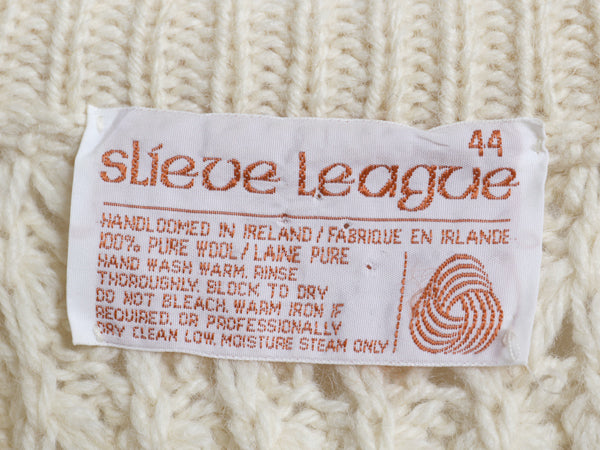 44
slíeve league
HANDLOOMED IN IRELAND / FABRIQUE EN IRLANDE
100% PURE WOOL / LAINE PURE
HAND WASH WARM. RINSE
THOROUGHLY. BLOCK TO DRY
DO NOT BLEACH. WARM IRON IF
REQUIRED. OR PROFESSIONALLY
DRY CLEAN LOW MOISTURE STEAM ONLY